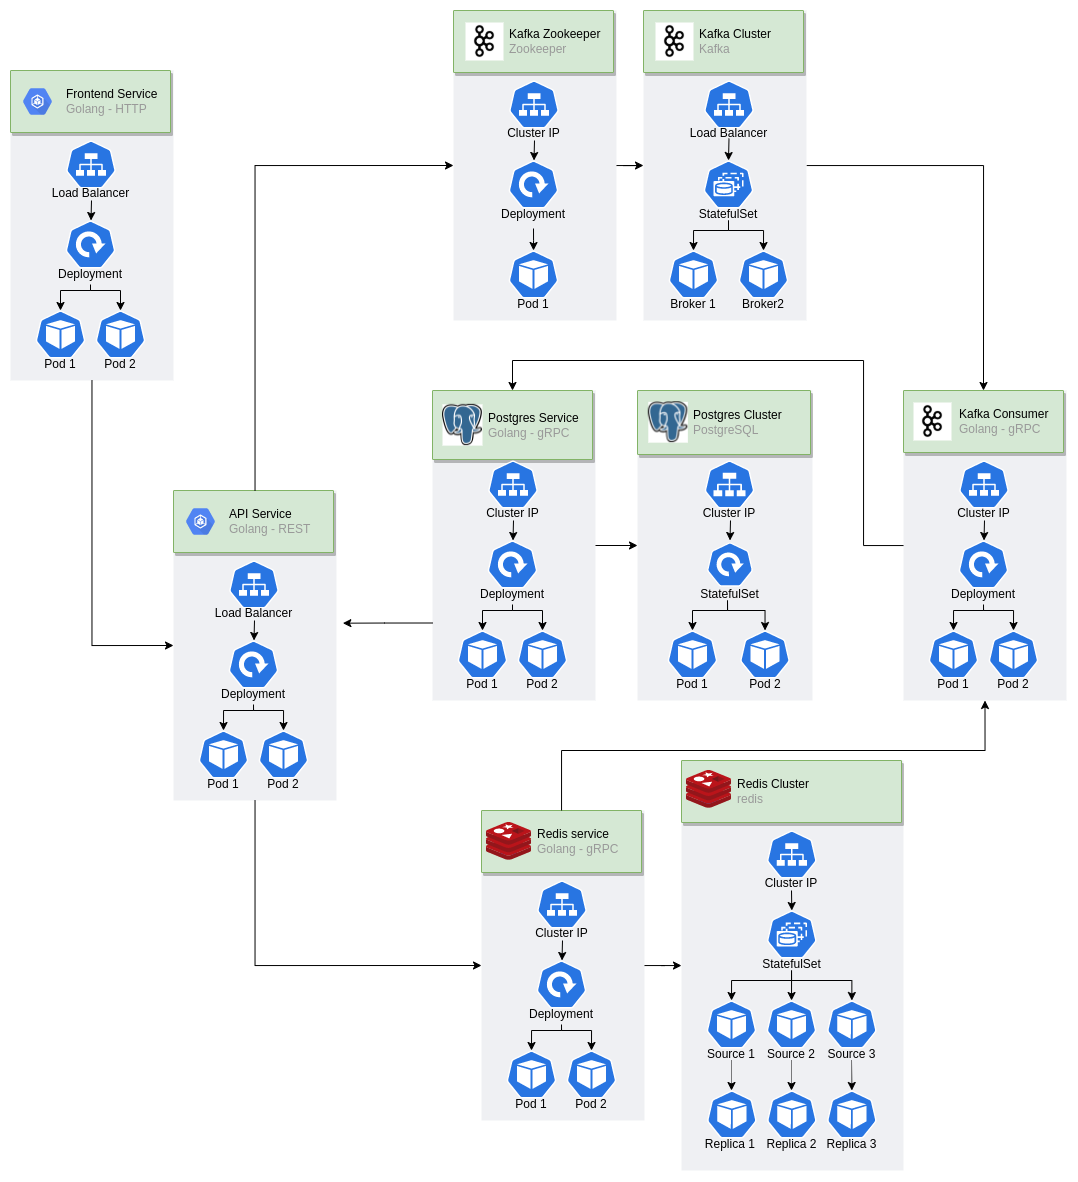 Kafka Zookeeper
Zookeeper
Cluster IP
Deployment
Pod 1
Kafka Cluster
Kafka
Load Balancer
StatefulSet
Broker 1
Broker2
Frontend Service
Golang - HTTP
Load Balancer
Deployment
Pod 1
Pod 2
Postgres Service
Golang - gRPC
Cluster IP
Deployment
Pod 1
Pod 2
Postgres Cluster
PostgreSQL
Cluster IP
StatefulSet
Pod 1
Pod 2
Kafka Consumer
Golang - gRPC
Cluster IP
Deployment
Pod 1
Pod 2
API Service
Golang - REST
Load Balancer
Deployment
Pod 1
Pod 2
Redis service
Golang - gRPC
Cluster IP
Deployment
Pod 1
Pod 2
Redis Cluster
redis
Cluster IP
StatefulSet
Source 1
Source 2
Source 3
Replica 1
Replica 2
Replica 3